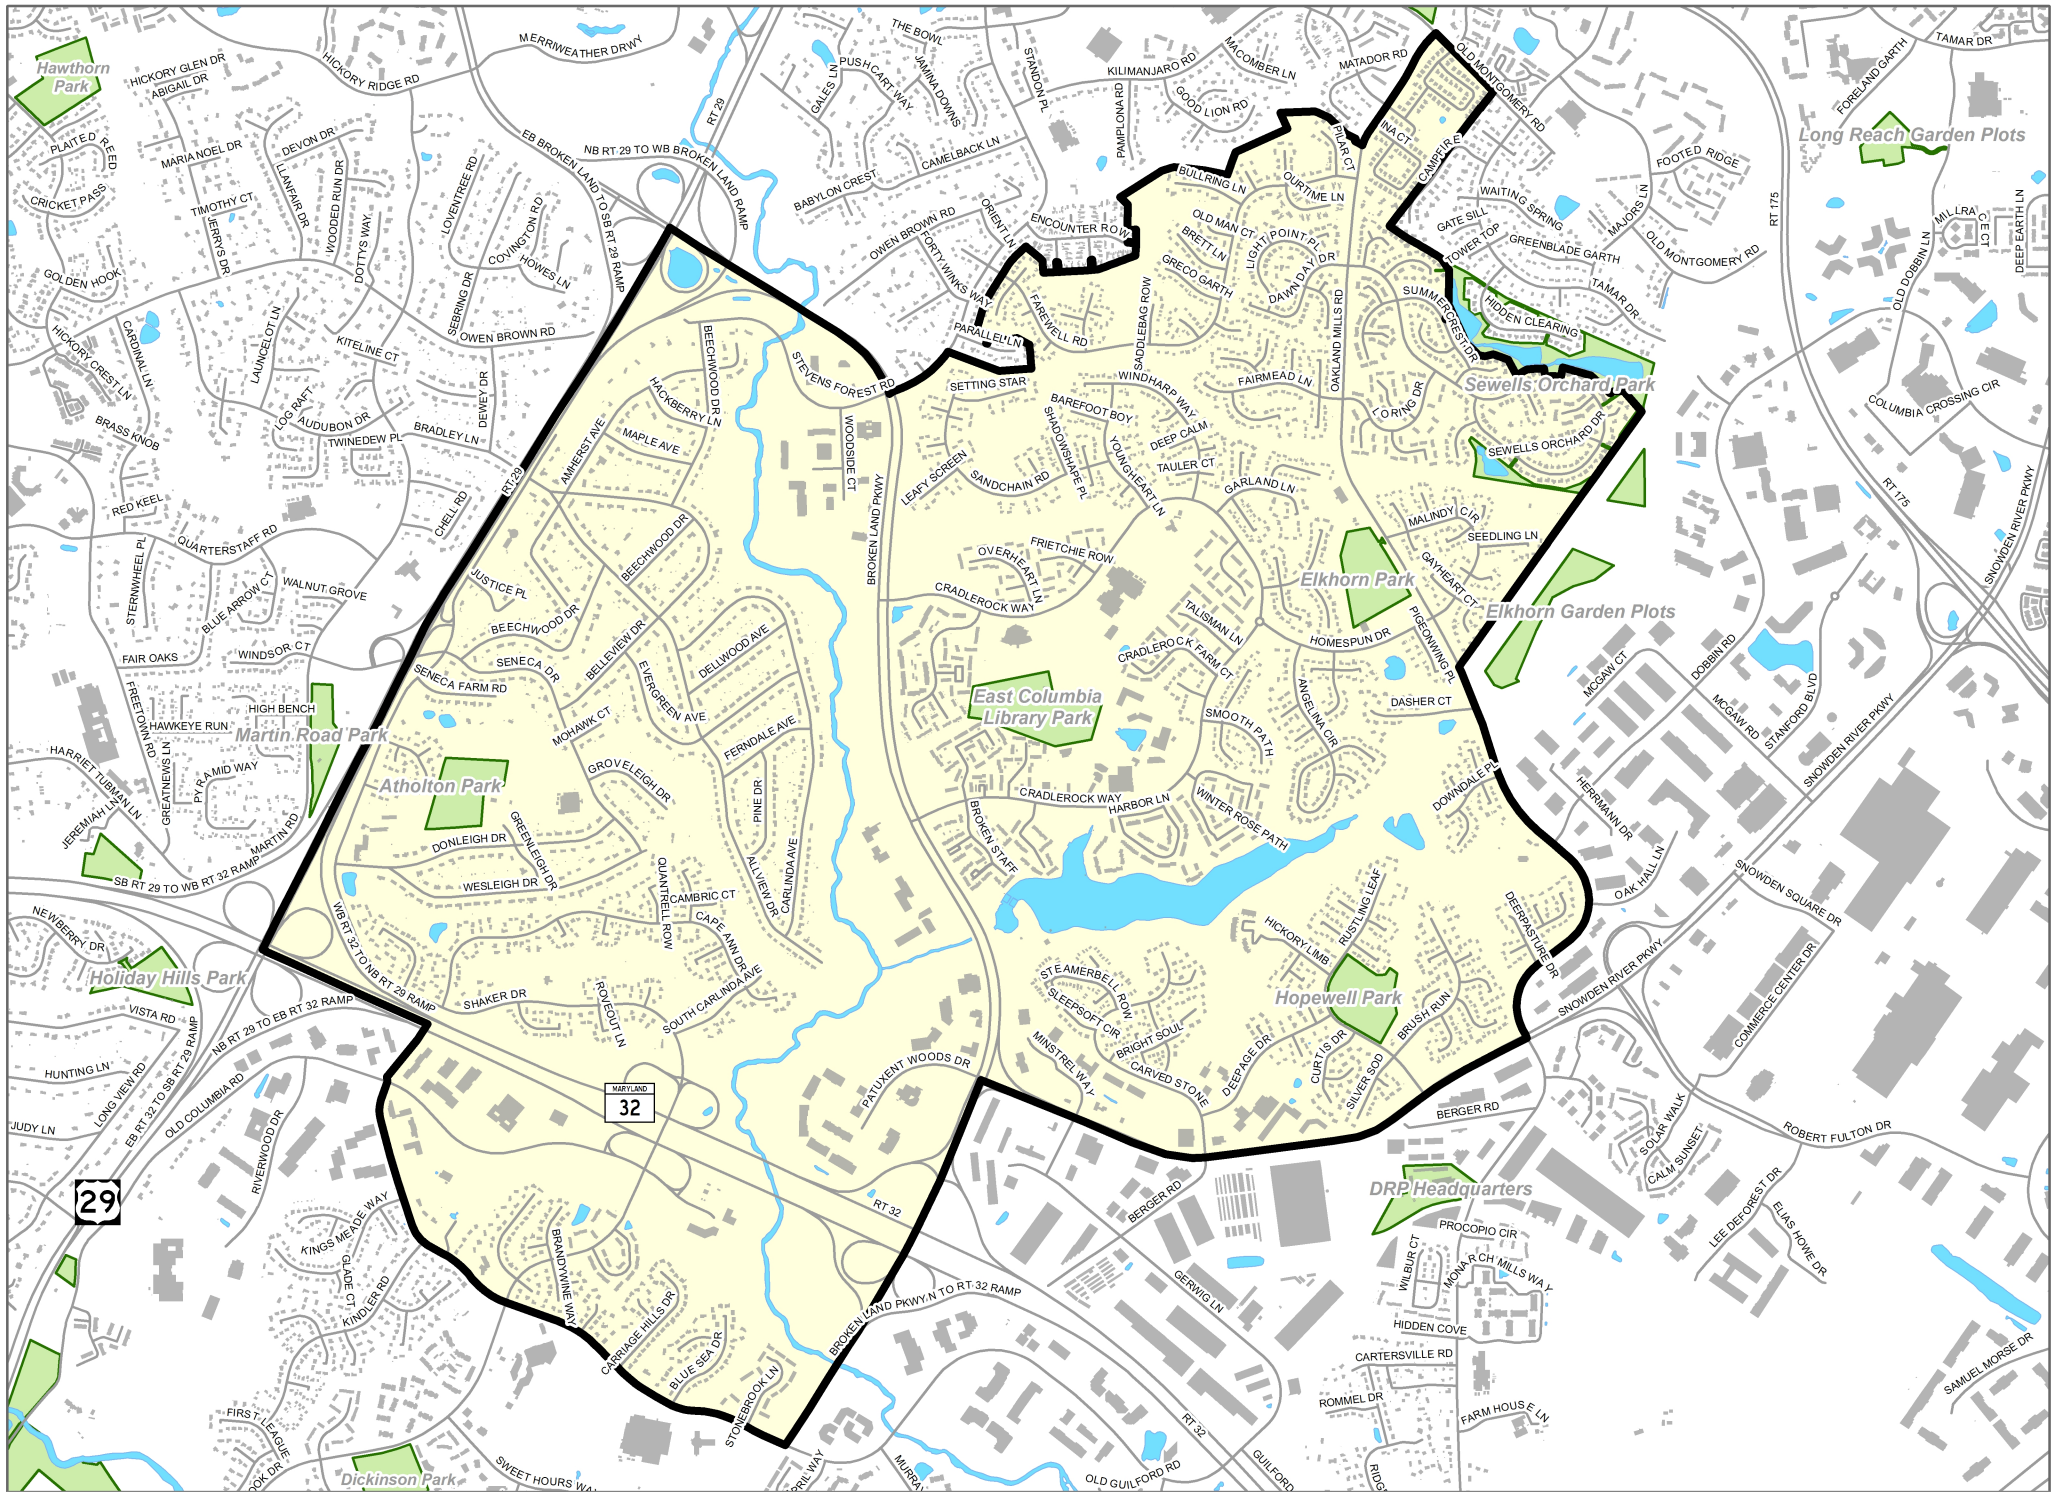 THE BOWL
MERRIWEATHER DRWY
TAMAR DR
OLD MONTGOMERY RD
Hawthorn
Park
HICKORY GLEN DR
ABIGAIL DR
HICKORY RIDGE RD
PUSHCART WAY
GALES LN
JAMINA DOWNS
STANDON PL
KILIMANJARO RD
MACOMBER LN
MATADOR RD
FORELAND GARTH
RT 29
GOOD LION RD
PAMPLONA RD
Long Reach Garden Plots
PLAITED REED
MARIA NOEL DR
DEVON DR
LLANFAIR DR
WOODED RUN DR
EB BROKEN LAND TO SB RT 29 RAMP
NB RT 29 TO WB BROKEN LAND RAMP
CAMELBACK LN
BABYLON CREST
PILAR CT
INA CT
CAMPFIRE
FOOTED RIDGE
CRICKET PASS
TIMOTHY CT
JERRYS DR
DOTTYS WAY
LOVENTREE RD
COVINGTON RD
HOWES LN
OWEN BROWN RD
ORIENT LN
ENCOUNTER ROW
BULLRING LN
OURTIME LN
WAITING SPRING
GATE SILL
MAJORS LN
RT 175
MILLRACE CT
DEEP EARTH LN
OLD MAN CT
BRETT LN
LIGHT POINT PL
TOWER TOP
GREENBLADE GARTH
OLD MONTGOMERY RD
OLD DOBBIN LN
GOLDEN HOOK
SEBRING DR
FORTY WINKS WAY
GRECO GARTH
DAWN DAY DR
TAMAR DR
HICKORY CREST LN
CARDINAL LN
LAUNCELOT LN
KITELINE CT
OWEN BROWN RD
BEECHWOOD DR
STEVENS FOREST RD
PARALLEL LN
FAREWELL RD
SADDLEBAG ROW
OAKLAND MILLS RD
SUMMERCREST DR
HIDDEN CLEARING
Sewells Orchard Park
LOG RAFT
AUDUBON DR
DEWEY DR
HACKBERRY LN
SETTING STAR
WINDHARP WAY
FAIRMEAD LN
TORING DR
COLUMBIA CROSSING CIR
BRASS KNOB
TWINEDEW PL
BRADLEY LN
AMHERST AVE
MAPLE AVE
WOODSIDE CT
BAREFOOT BOY
SHADOWSHAPE PL
DEEP CALM
YOUNGHEART LN
TAULER CT
SEWELLS ORCHARD DR
RT 29
LEAFY SCREEN
SANDCHAIN RD
GARLAND LN
RT 175
SNOWDEN RIVER PKWY
RED KEEL
CHELL RD
QUARTERSTAFF RD
BROKEN LAND PKWY
MALINDY CIR
SEEDLING LN
STERNWHEEL PL
BLUE ARROW CT
WALNUT GROVE
JUSTICE PL
BEECHWOOD DR
OVERHEART LN
FRIETCHIE ROW
Elkhorn Park
GAYHEART CT
CRADLEROCK WAY
Elkhorn Garden Plots
BEECHWOOD DR
BELLEVIEW DR
DELLWOOD AVE
TALISMAN LN
HOMESPUN DR
PIGEONWING PL
FAIR OAKS
WINDSOR CT
SENECA DR
SENECA FARM RD
EVERGREEN AVE
CRADLEROCK FARM CT
DOBBIN RD
MCGAW CT
FREETOWN RD
HIGH BENCH
HAWKEYE RUN
Martin Road Park
MOHAWK CT
FERNDALE AVE
East Columbia
Library Park
SMOOTH PATH
ANGELINA CIR
DASHER CT
MCGAW RD
STANFORD BLVD
HARRIET TUBMAN LN
GREATNEWS LN
PYRAMID WAY
Atholton Park
GROVELEIGH DR
PINE DR
CRADLEROCK WAY
HARBOR LN
WINTER ROSE PATH
DOWNDALE PL
HERRMANN DR
SNOWDEN RIVER PKWY
JEREMIAH LN
MARTIN RD
DONLEIGH DR
GREENLEIGH DR
BROKEN STAFF
SB RT 29 TO WB RT 32 RAMP
WESLEIGH DR
QUANTRELL ROW
CAMBRIC CT
ALLVIEW DR
CARLINDA AVE
RUSTLING LEAF
DEERPASTURE DR
OAK HALL LN
SNOWDEN SQUARE DR
NEWBERRY DR
WB RT 32 TO NB RT 29 RAMP
CAPE ANN DR
HICKORY LIMB
SNOWDEN RIVER PKWY
COMMERCE CENTER DR
Holiday Hills Park
VISTA RD
SHAKER DR
ROVEOUT LN
SOUTH CARLINDA AVE
STEAMERBELL ROW
SLEEPSOFT CIR
Hopewell Park
BRUSH RUN
NB RT 29 TO EB RT 32 RAMP
MINSTREL WAY
BRIGHT SOUL
HUNTING LN
LONG VIEW RD
EB RT 32 TO SB RT 29 RAMP
OLD COLUMBIA RD
PATUXENT WOODS DR
CARVED STONE
DEEPAGE DR
CURTIS DR
SILVER SOD
MARYLAND
32
BERGER RD
JUDY LN
RIVERWOOD DR
SOLAR WALK
CALM SUNSET
ROBERT FULTON DR
29
KINGS MEADE WAY
RT 32
BERGER RD
DRP Headquarters
LEE DEFOREST DR
ELIAS HOWE DR
GLADE CT
KINDLER RD
BRANDYWINE WAY
PROCOPIO CIR
WILBUR CT
MONARCH MILLS WAY
CARRIAGE HILLS DR
BLUE SEA DR
STONEBROOK LN
BROKEN LAND PKWY N TO RT 32 RAMP
GERWIG LN
HIDDEN COVE
CARTERSVILLE RD
SAMUEL MORSE DR
ROMMEL DR
FARM HOUSE LN
FIRST LEAGUE
RT 32
Dickinson Park
SWEET HOURS WA
OLD GUILFORD RD
GUILFORD